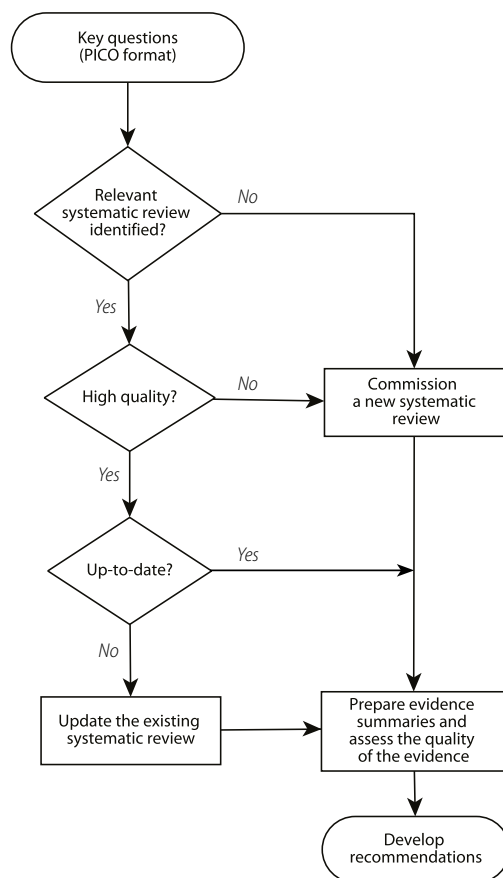 Key questions
(PICO format)
Relevant
systematic review
identified?
No
Yes
High quality?
No
Commission
a new systematic
review
Yes
Up-to-date?
Yes
No
Update the existing
systematic review
Prepare evidence
summaries and
assess the quality
of the evidence
Develop
recommendations